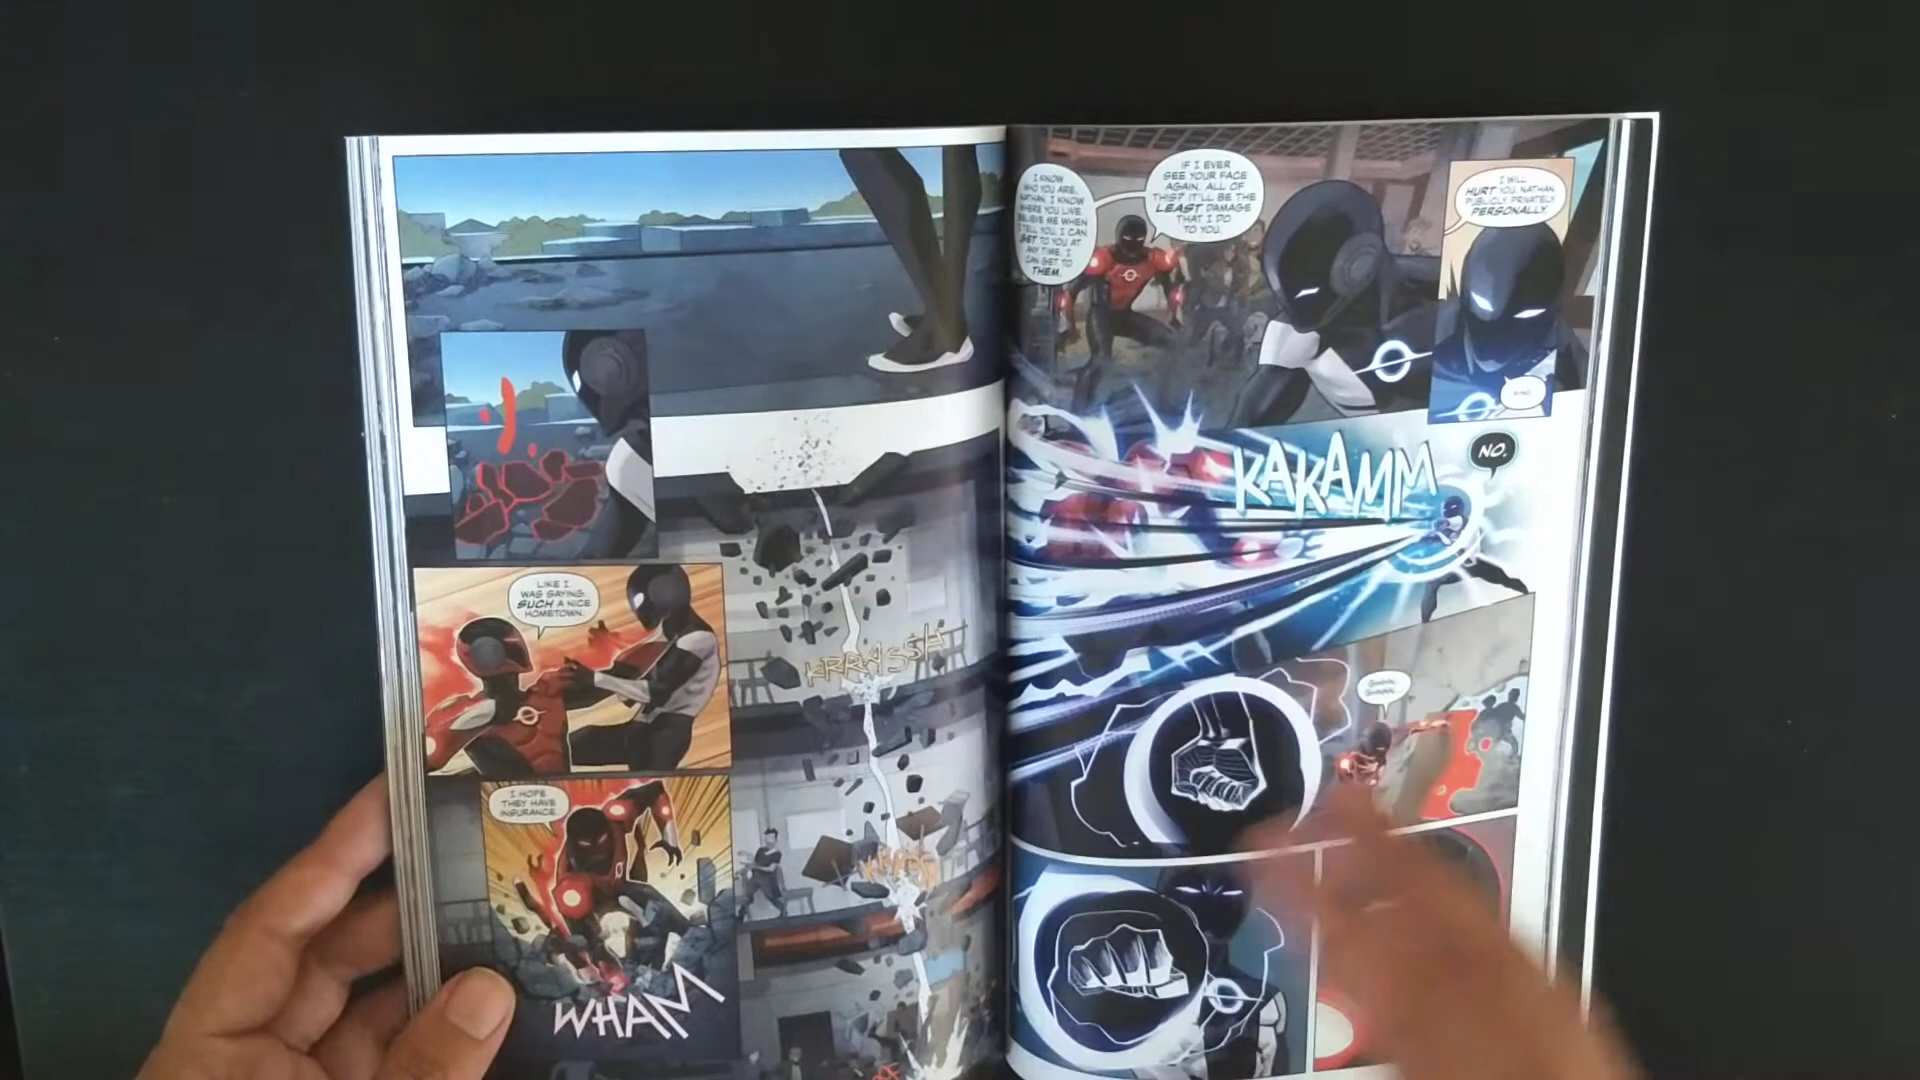 LIKE I
WAS SAYING.
SUCH A NICE
HOMETOWN.
I HOPE
THEY HAVE
INSURANCE.
WHAM
KRRKASSH
I KNOW
WHO YOU ARE,
NATHAN. I KNOW
WHERE YOU LIVE.
BELIEVE ME WHEN
I TELL YOU, I CAN
GET TO YOU AT
ANY TIME. I
CAN GET TO
THEM.
IF I EVER
SEE YOUR FACE
AGAIN, ALL OF
THIS? IT'LL BE THE
LEAST DAMAGE
THAT I DO
TO YOU.
I WILL
HURT YOU, NATHAN.
PUBLICLY. PRIVATELY.
PERSONALLY.
KAKAMM
NO.